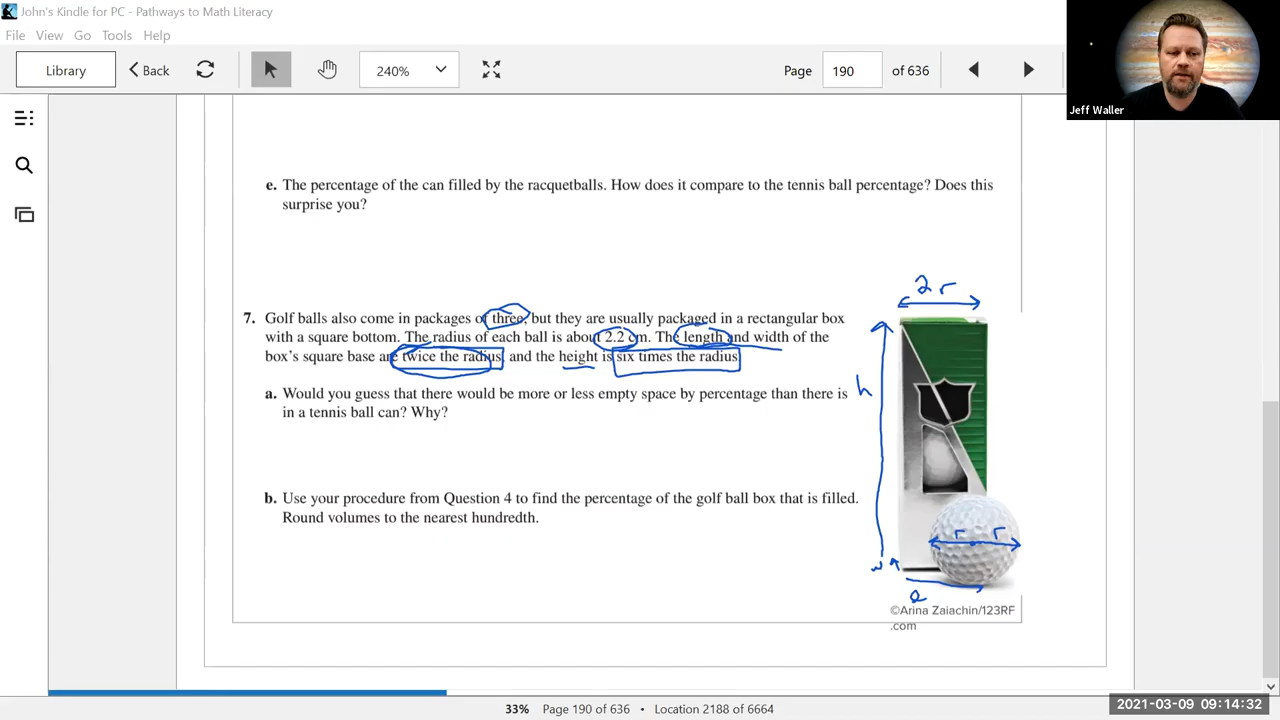 John's Kindle for PC - Pathways to Math Literacy
File View Go Tools Help
Library
Back
240%
Page 190 of 636
Jeff Waller
e. The percentage of the can filled by the racquetballs. How does it compare to the tennis ball percentage? Does this
surprise you?
2r
7. Golf balls also come in packages of three, but they are usually packaged in a rectangular box
with a square bottom. The radius of each ball is about 2.2 cm. The length and width of the
box's square base are twice the radius, and the height is six times the radius.
a. Would you guess that there would be more or less empty space by percentage than there is
in a tennis ball can? Why?
h
b. Use your procedure from Question 4 to find the percentage of the golf ball box that is filled.
Round volumes to the nearest hundredth.
r r
w
©Arina Zaiachin/123RF
.com
33% Page 190 of 636 • Location 2188 of 6664
2021-03-09 09:14:32